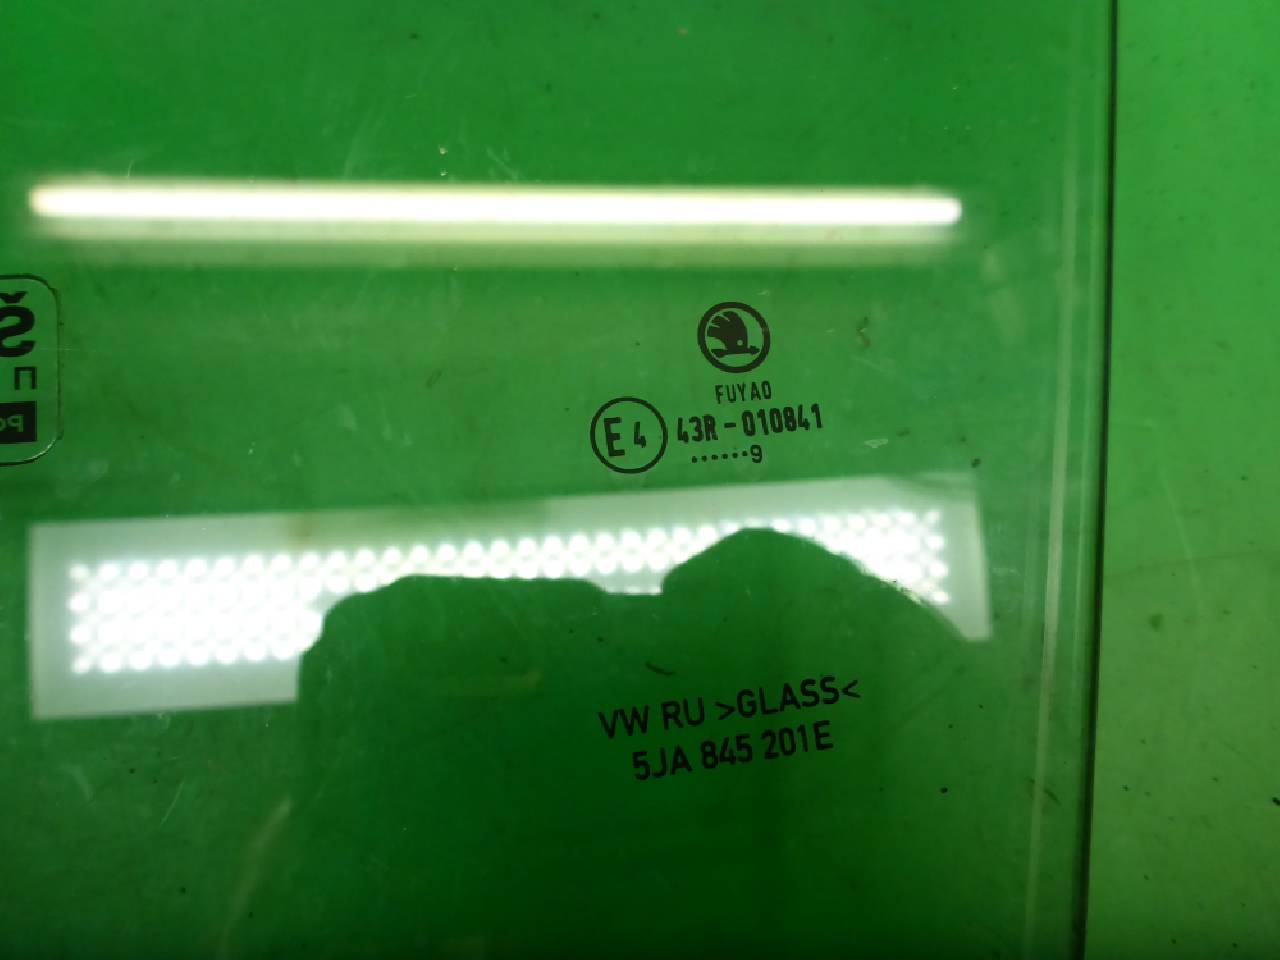 FUYAO
E4 43R-010841
......9
VW RU >GLASS<
5JA 845 201E